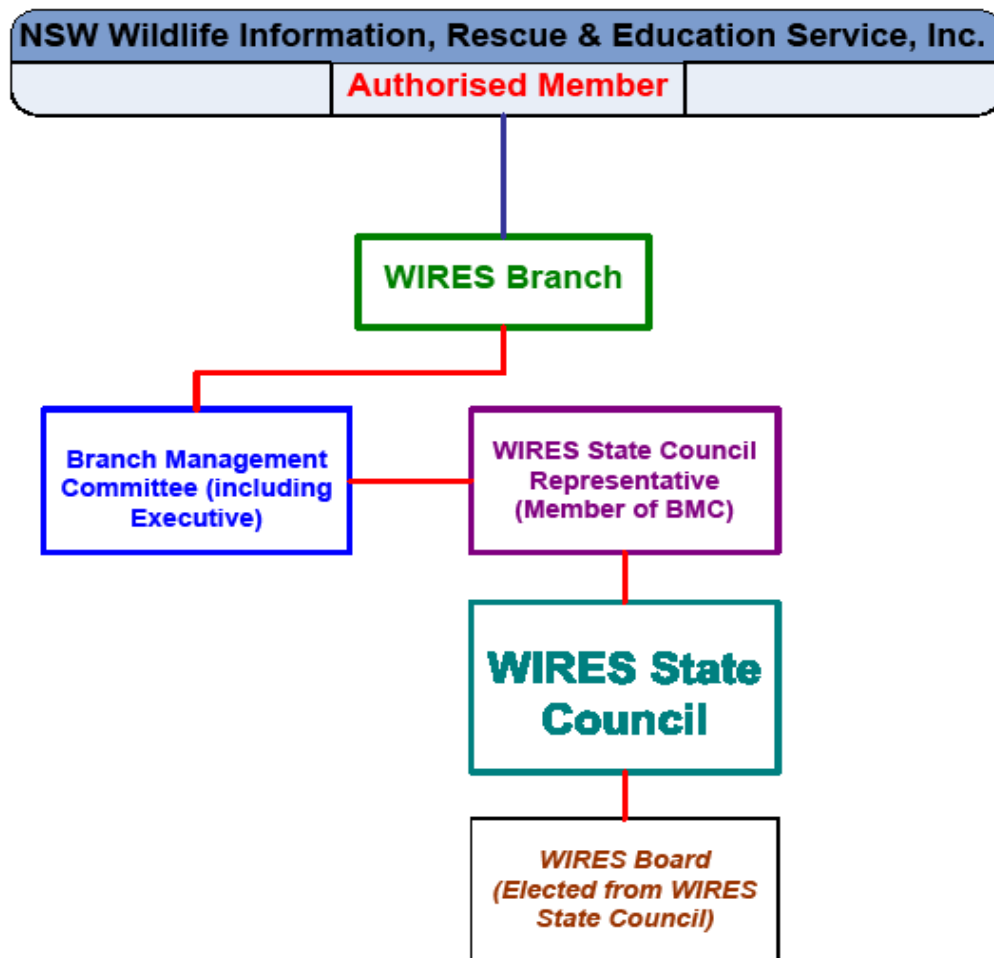 NSW Wildlife Information, Rescue & Education Service, Inc.
Authorised Member
WIRES Branch
Branch Management
Committee (including
Executive)
WIRES State Council
Representative
(Member of BMC)
WIRES State
Council
WIRES Board
(Elected from WIRES
State Council)